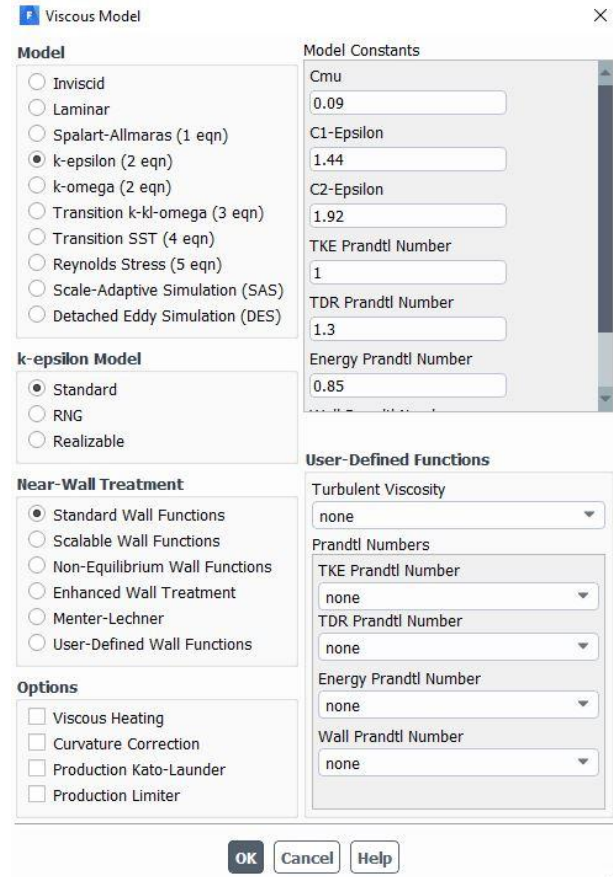 Viscous Model
Model
Inviscid
Laminar
Spalart-Allmaras (1 eqn)
k-epsilon (2 eqn)
k-omega (2 eqn)
Transition k-kl-omega (3 eqn)
Transition SST (4 eqn)
Reynolds Stress (5 eqn)
Scale-Adaptive Simulation (SAS)
Detached Eddy Simulation (DES)
k-epsilon Model
Standard
RNG
Realizable
Near-Wall Treatment
Standard Wall Functions
Scalable Wall Functions
Non-Equilibrium Wall Functions
Enhanced Wall Treatment
Menter-Lechner
User-Defined Wall Functions
Options
Viscous Heating
Curvature Correction
Production Kato-Launder
Production Limiter
Model Constants
Cmu
0.09
C1-Epsilon
1.44
C2-Epsilon
1.92
TKE Prandtl Number
1
TDR Prandtl Number
1.3
Energy Prandtl Number
0.85
User-Defined Functions
Turbulent Viscosity
none
Prandtl Numbers
TKE Prandtl Number
none
TDR Prandtl Number
none
Energy Prandtl Number
none
Wall Prandtl Number
none
OK
Cancel
Help